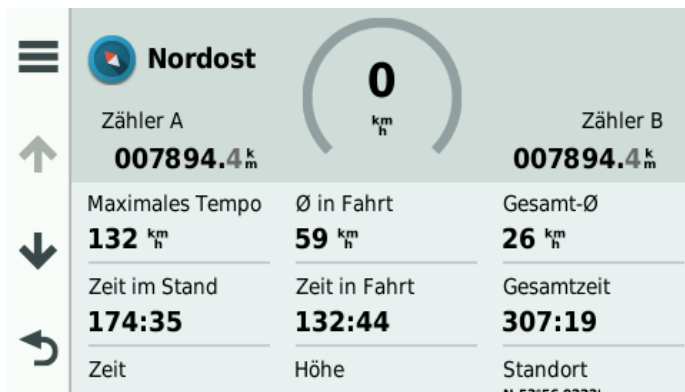 Nordost
0
km
h
Zähler A
Zähler B
007894.4 km
007894.4 km
Maximales Tempo
Ø in Fahrt
Gesamt-Ø
132 km h
59 km h
26 km h
Zeit im Stand
Zeit in Fahrt
Gesamtzeit
174:35
132:44
307:19
Zeit
Höhe
Standort